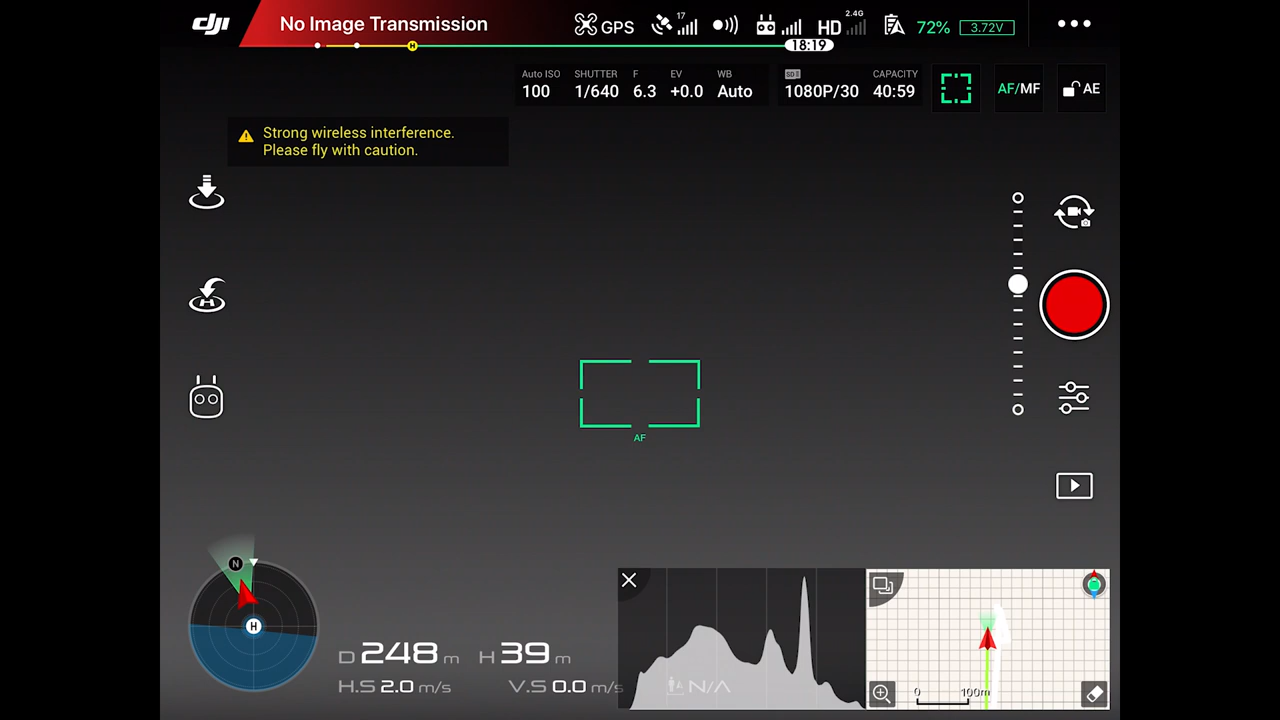 dji No Image Transmission GPS 17 HD 2.4G 72% 3.72V
H 18:19
Auto ISO SHUTTER F EV WB CAPACITY
100 1/640 6.3 +0.0 Auto 1080P/30 40:59 AF/MF AE
Strong wireless interference.
Please fly with caution.
H
AF
N
H
D 248 m H 39 m
H.S 2.0 m/s V.S 0.0 m/s N/A
0 100m